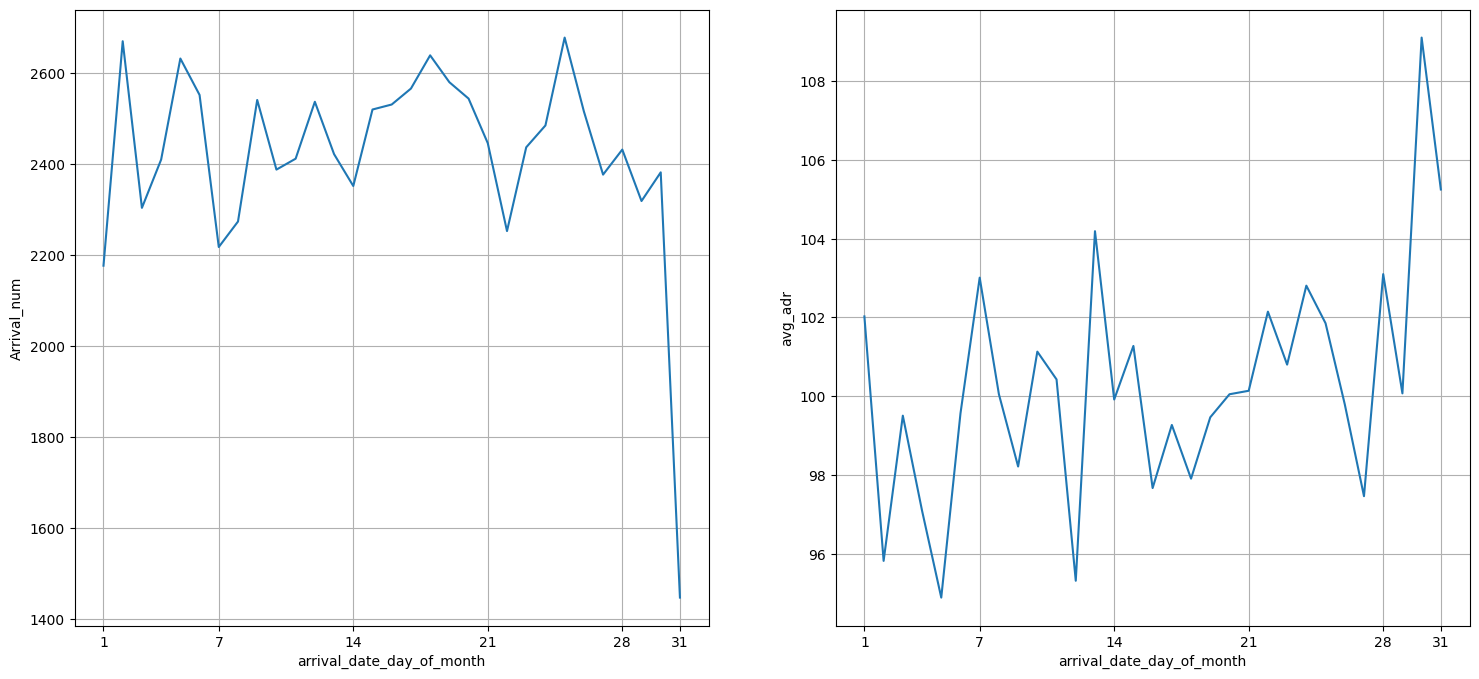 2600
2400
2200
2000
1800
1600
1400
Arrival_num
1 7 14 21 28 31
arrival_date_day_of_month
108
106
104
102
100
98
96
avg_adr
1 7 14 21 28 31
arrival_date_day_of_month